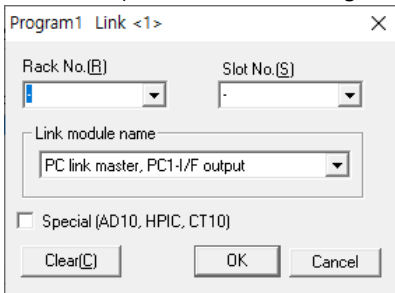 Program1 Link <1>
Rack No.(R) Slot No.(S)
- -
Link module name
PC link master, PC1-I/F output
Special (AD10, HPIC, CT10)
Clear(C) OK Cancel